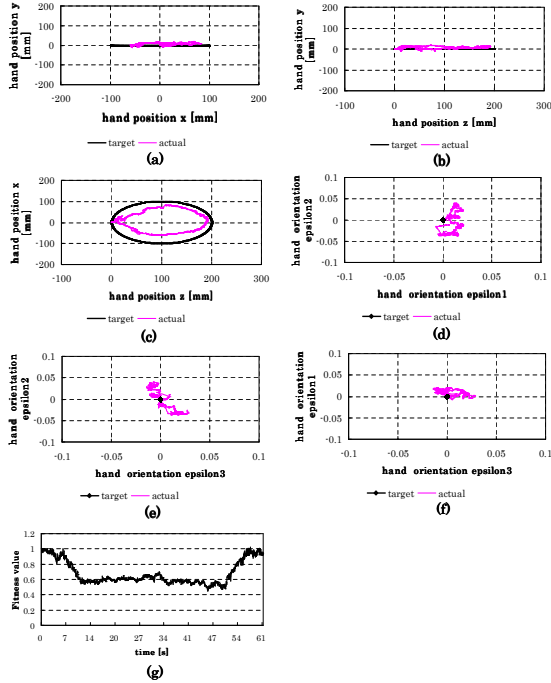 hand position y
[mm]
200
100
0
-100
-200
-200
-100
0
100
200
hand position x [mm]
target
actual
(a)
hand position y
[mm]
200
100
0
-100
-200
-100
0
100
200
300
hand position z [mm]
target
actual
(b)
hand position x
[mm]
200
100
0
-100
-200
-100
0
100
200
300
hand position z [mm]
target
actual
(c)
hand orientation
epsilon2
0.1
0.05
0
-0.05
-0.1
-0.1
-0.05
0
0.05
0.1
hand orientation epsilon1
target
actual
(d)
hand orientation
epsilon2
0.1
0.05
0
-0.05
-0.1
-0.1
-0.05
0
0.05
0.1
hand orientation epsilon3
target
actual
(e)
hand orientation
epsilon1
0.1
0.05
0
-0.05
-0.1
-0.1
-0.05
0
0.05
0.1
hand orientation epsilon3
target
actual
(f)
Fitness value
1.2
1
0.8
0.6
0.4
0.2
0
0
7
14
20
27
34
41
47
54
61
time [s]
(g)